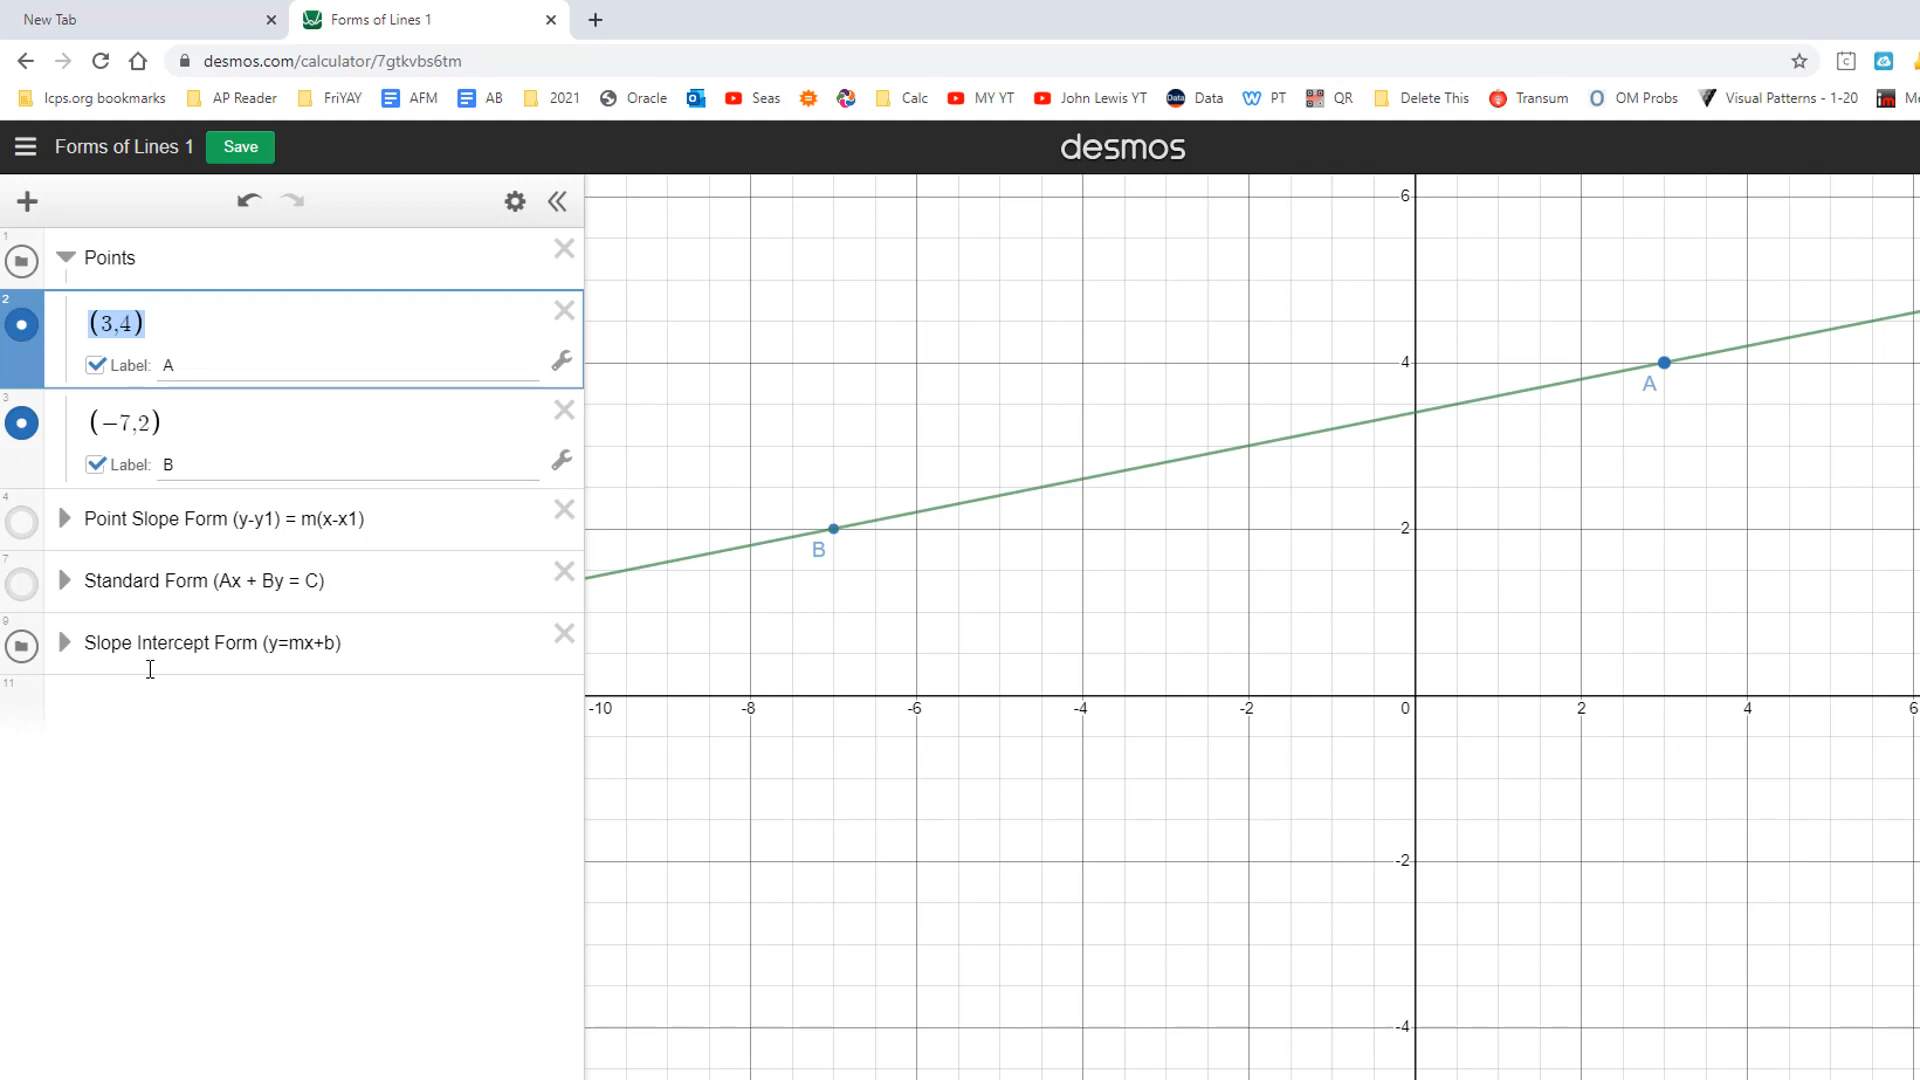 New Tab
Forms of Lines 1
desmos.com/calculator/7gtkvbs6tm
lcps.org bookmarks AP Reader FriYAY AFM AB 2021 Oracle Seas Calc MY YT John Lewis YT Data PT QR Delete This Transum OM Probs Visual Patterns - 1-20
Forms of Lines 1 Save desmos
1 Points
2 (3,4)
Label: A
3 (−7,2)
Label: B
4 Point Slope Form (y-y1) = m(x-x1)
7 Standard Form (Ax + By = C)
9 Slope Intercept Form (y=mx+b)
11
6
4
A
2
B
-10 -8 -6 -4 -2 0 2 4 6
-2
-4